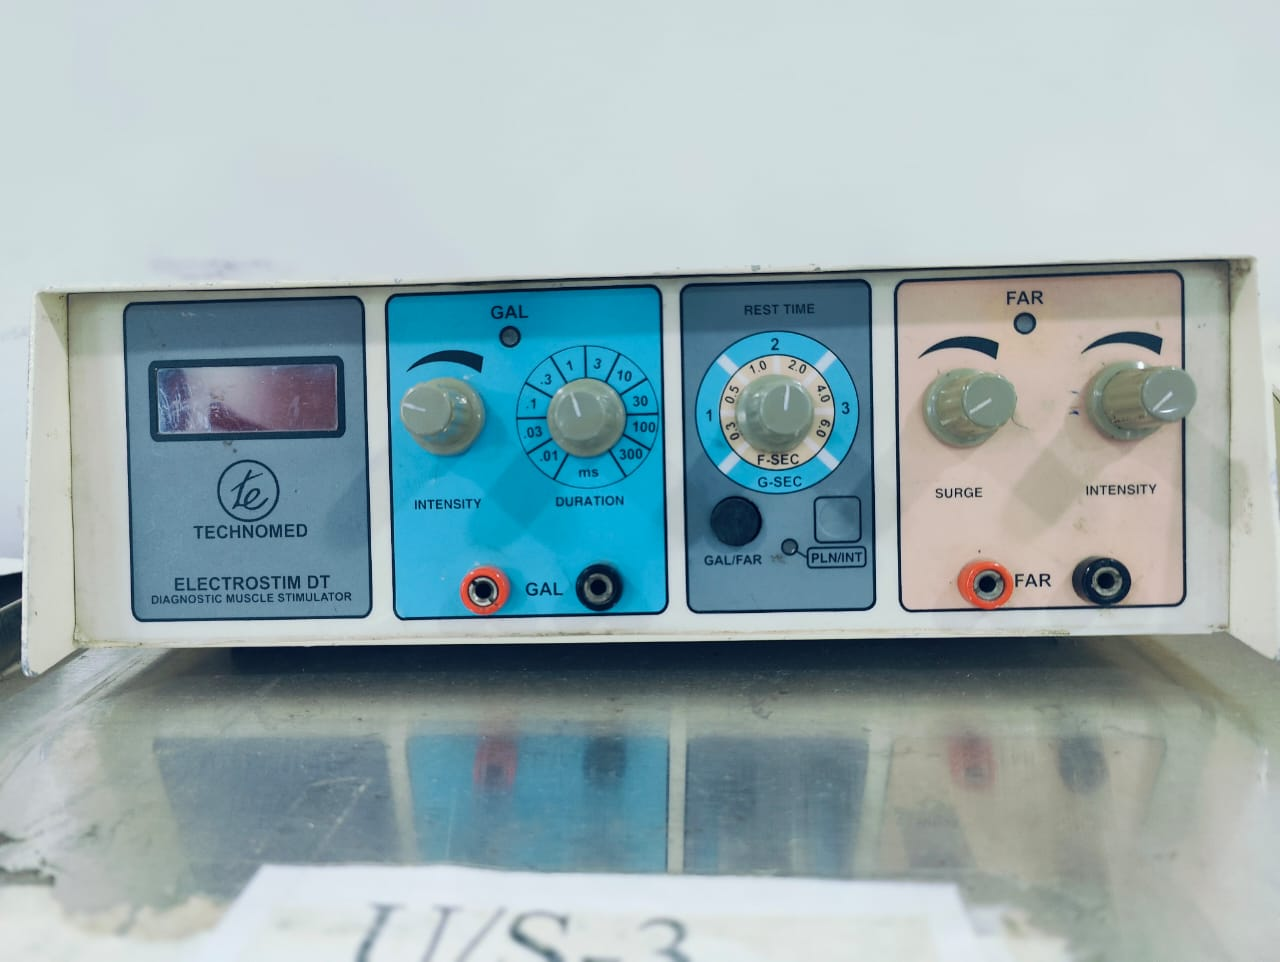 te
TECHNOMED
ELECTROSTIM DT
DIAGNOSTIC MUSCLE STIMULATOR
GAL
.01 .03 .1 .3 1 3 10 30 100 300
ms
INTENSITY
DURATION
GAL
REST TIME
1 2 3
0.3 0.5 1.0 2.0 4.0 6.0
F-SEC
G-SEC
GAL/FAR
PLN/INT
FAR
SURGE
INTENSITY
FAR
U/S-3